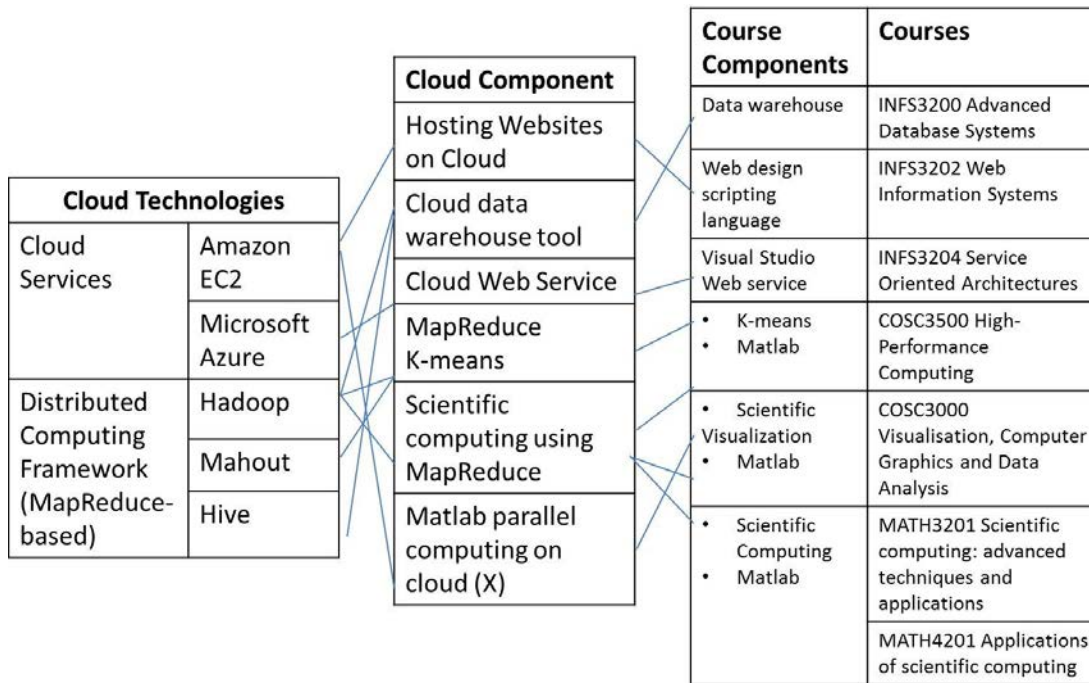 Cloud Technologies
Cloud
Services
Amazon
EC2
Microsoft
Azure
Distributed
Computing
Framework
(MapReduce-
based)
Hadoop
Mahout
Hive
Cloud Component
Hosting Websites
on Cloud
Cloud data
warehouse tool
Cloud Web Service
MapReduce
K-means
Scientific
computing using
MapReduce
Matlab parallel
computing on
cloud (X)
Course
Components
Courses
Data warehouse
INFS3200 Advanced
Database Systems
Web design
scripting
language
INFS3202 Web
Information Systems
Visual Studio
Web service
INFS3204 Service
Oriented Architectures
• K-means
• Matlab
COSC3500 High-
Performance
Computing
• Scientific
Visualization
• Matlab
COSC3000
Visualisation, Computer
Graphics and Data
Analysis
• Scientific
Computing
• Matlab
MATH3201 Scientific
computing: advanced
techniques and
applications
MATH4201 Applications
of scientific computing